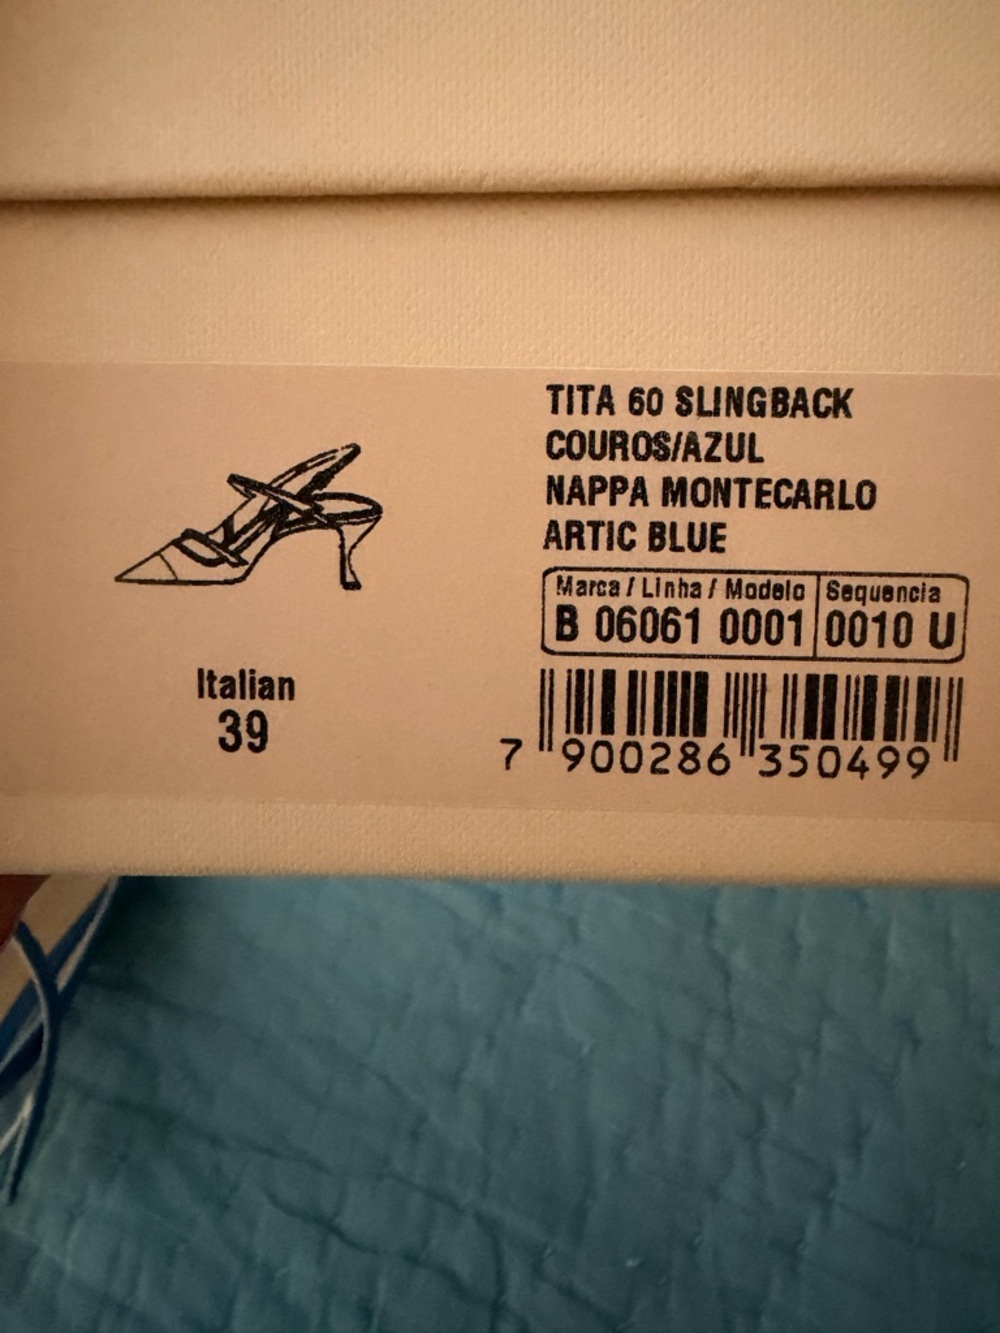 TITA 60 SLINGBACK
COUROS/AZUL
NAPPA MONTECARLO
ARTIC BLUE
Marca / Linha / Modelo Sequencia
B 06061 0001 0010 U
7 900286 350499
Italian
39